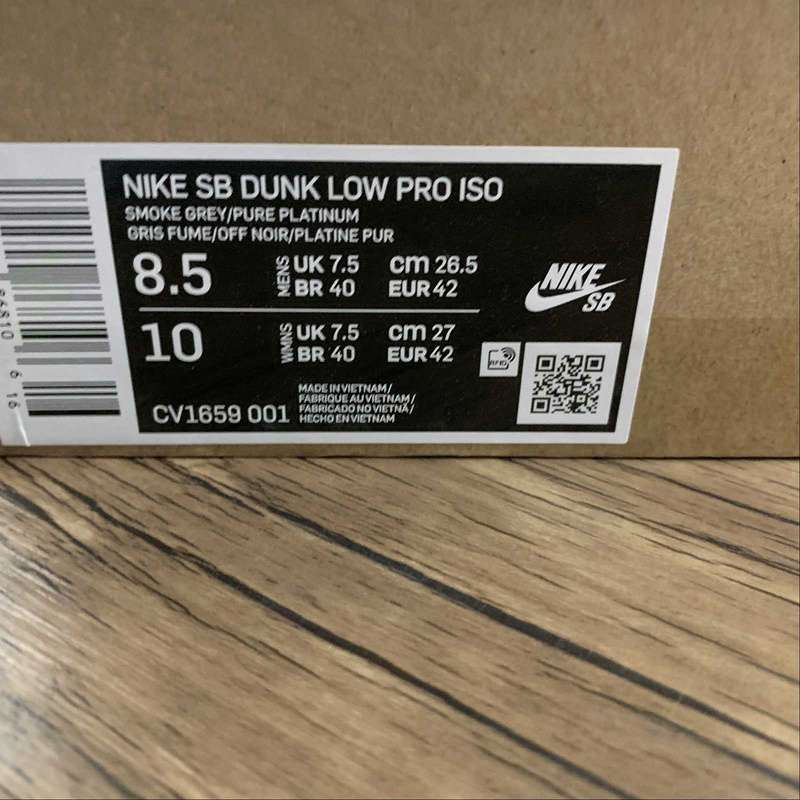 NIKE SB DUNK LOW PRO ISO
SMOKE GREY/PURE PLATINUM
GRIS FUME/OFF NOIR/PLATINE PUR
8.5 MENS UK 7.5 cm 26.5
BR 40 EUR 42
10 WMNS UK 7.5 cm 27
BR 40 EUR 42
NIKE
SB
RFID
CV1659 001
MADE IN VIETNAM/
FABRIQUE AU VIETNAM/
FABRICADO NO VIETNÃ/
HECHO EN VIETNAM
6 16